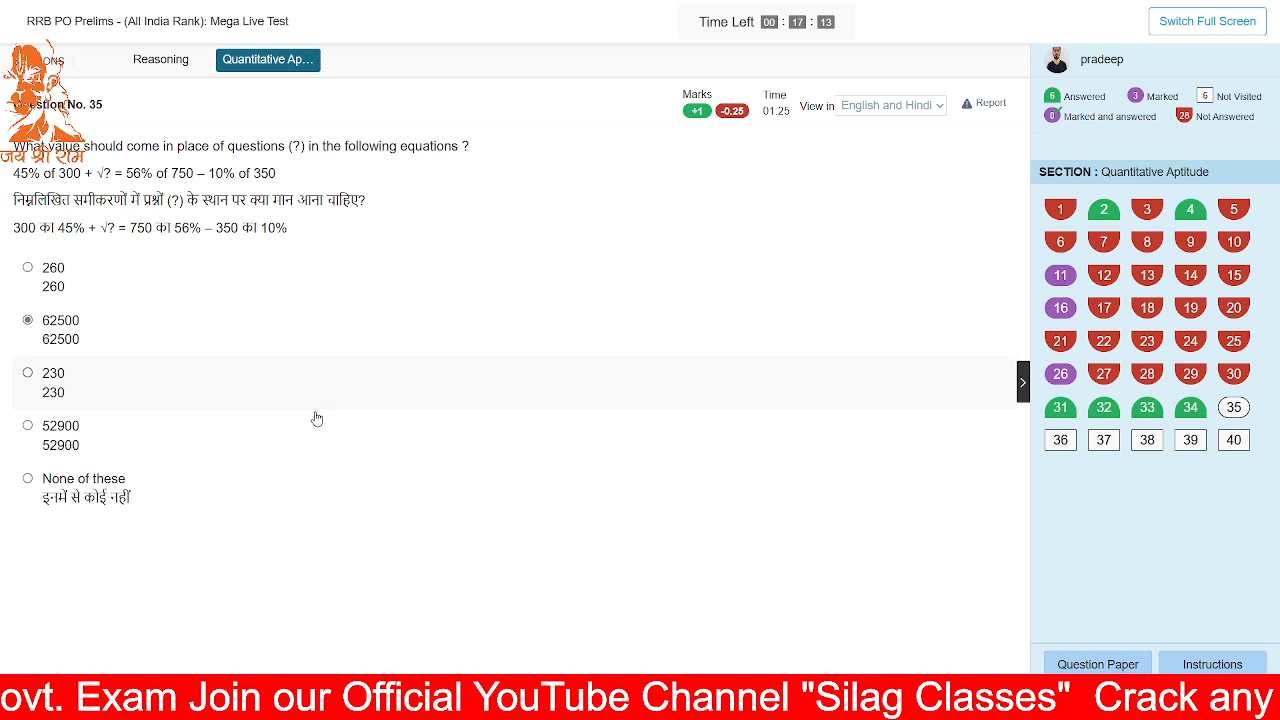 RRB PO Prelims - (All India Rank): Mega Live Test
Time Left 00 : 17 : 13
Switch Full Screen
IONS
Reasoning
Quantitative Ap...
pradeep
जय श्री राम
estion No. 35
Marks
+1 -0.25
Time
01:25
View in English and Hindi
Report
6 Answered
3 Marked
6 Not Visited
0 Marked and answered
28 Not Answered
What value should come in place of questions (?) in the following equations ?
45% of 300 + √? = 56% of 750 – 10% of 350
निम्नलिखित समीकरणों में प्रश्नों (?) के स्थान पर क्या मान आना चाहिए?
300 का 45% + √? = 750 का 56% – 350 का 10%
260
260
62500
62500
230
230
52900
52900
None of these
इनमें से कोई नहीं
SECTION : Quantitative Aptitude
1 2 3 4 5
6 7 8 9 10
11 12 13 14 15
16 17 18 19 20
21 22 23 24 25
26 27 28 29 30
31 32 33 34 35
36 37 38 39 40
Question Paper
Instructions
ovt. Exam Join our Official YouTube Channel "Silag Classes" Crack any